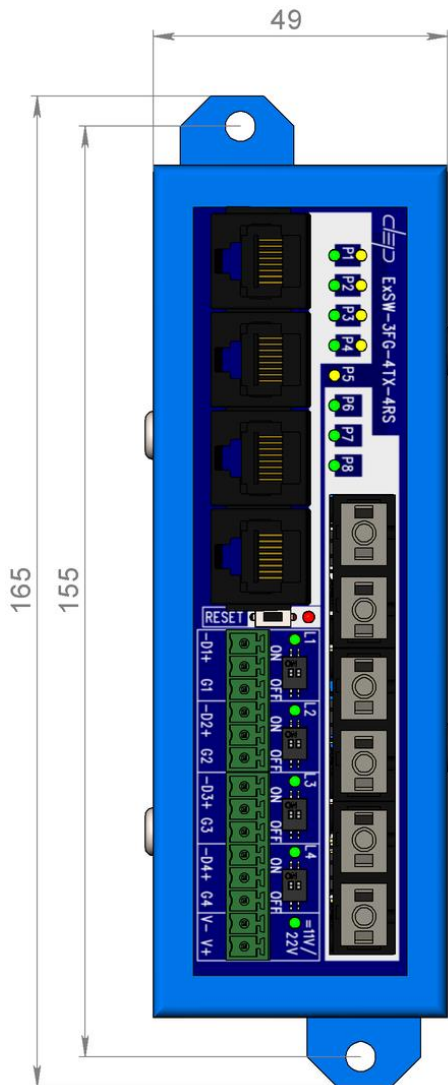 49
165
155
ExSW-3FG-4TX-4RS
P1
P2
P3
P4
P5
P6
P7
P8
RESET
-D1+ G1
ON OFF
L1
-D2+ G2
ON OFF
L2
-D3+ G3
ON OFF
L3
-D4+ G4
ON OFF
L4
V- V+
=11V/
22V